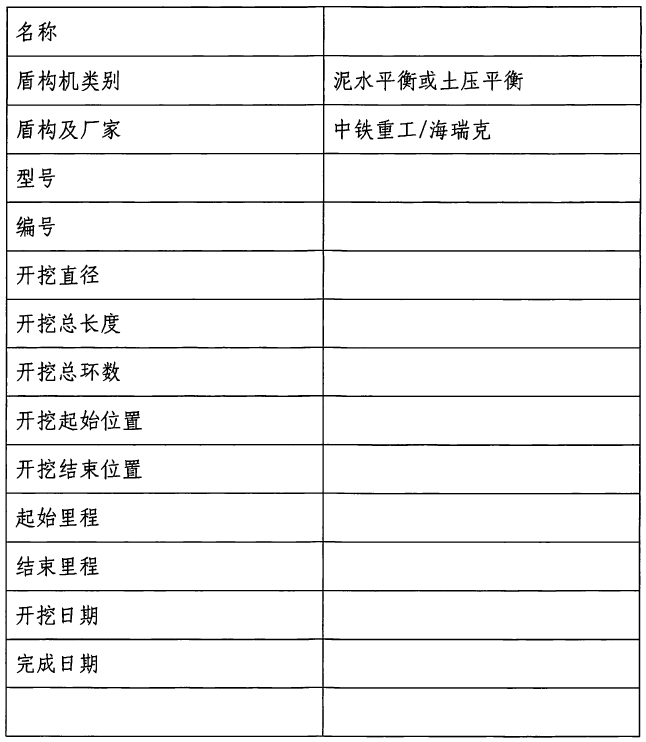 名称
盾构机类别 泥水平衡或土压平衡
盾构及厂家 中铁重工/海瑞克
型号
编号
开挖直径
开挖总长度
开挖总环数
开挖起始位置
开挖结束位置
起始里程
结束里程
开挖日期
完成日期